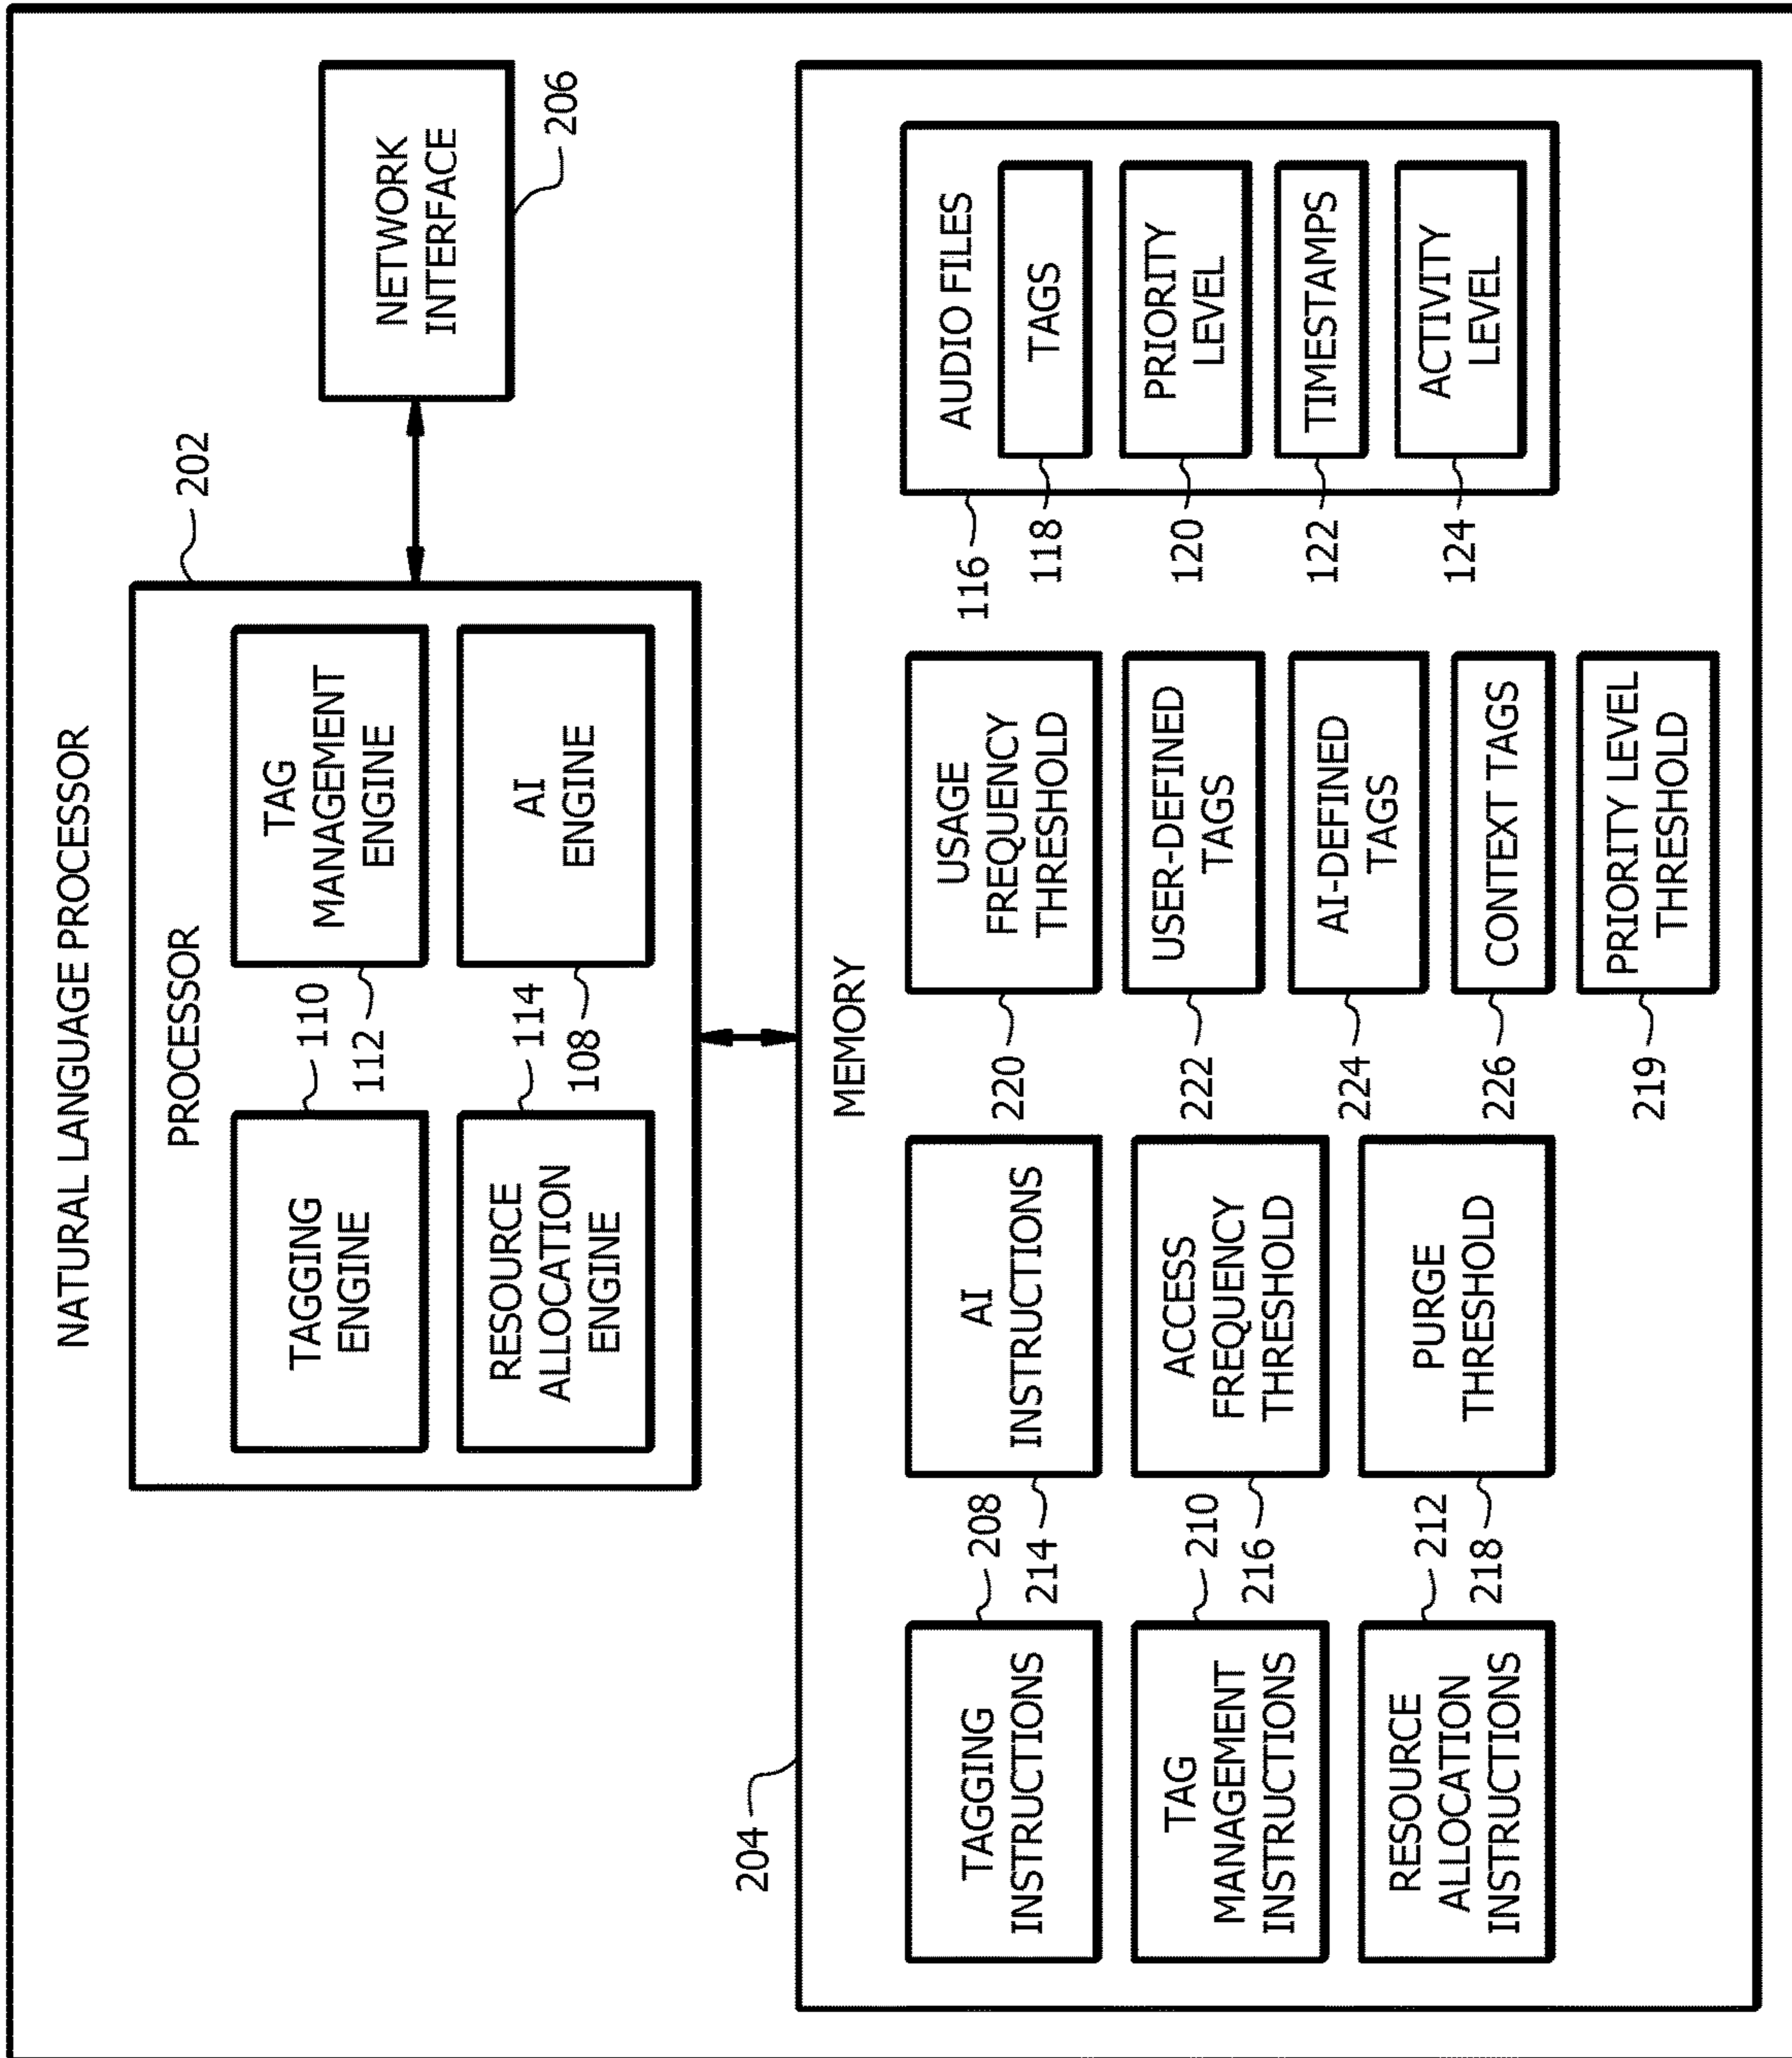 NATURAL LANGUAGE PROCESSOR
PROCESSOR
202
TAGGING
ENGINE
110
112
TAG
MANAGEMENT
ENGINE
RESOURCE
ALLOCATION
ENGINE
114
108
AI
ENGINE
NETWORK
INTERFACE
206
204
MEMORY
TAGGING
INSTRUCTIONS
208
214
AI
INSTRUCTIONS
TAG
MANAGEMENT
INSTRUCTIONS
210
216
ACCESS
FREQUENCY
THRESHOLD
RESOURCE
ALLOCATION
INSTRUCTIONS
212
218
PURGE
THRESHOLD
220
USAGE
FREQUENCY
THRESHOLD
222
USER-DEFINED
TAGS
224
AI-DEFINED
TAGS
226
CONTEXT TAGS
219
PRIORITY LEVEL
THRESHOLD
116
AUDIO FILES
118
TAGS
120
PRIORITY
LEVEL
122
TIMESTAMPS
124
ACTIVITY
LEVEL